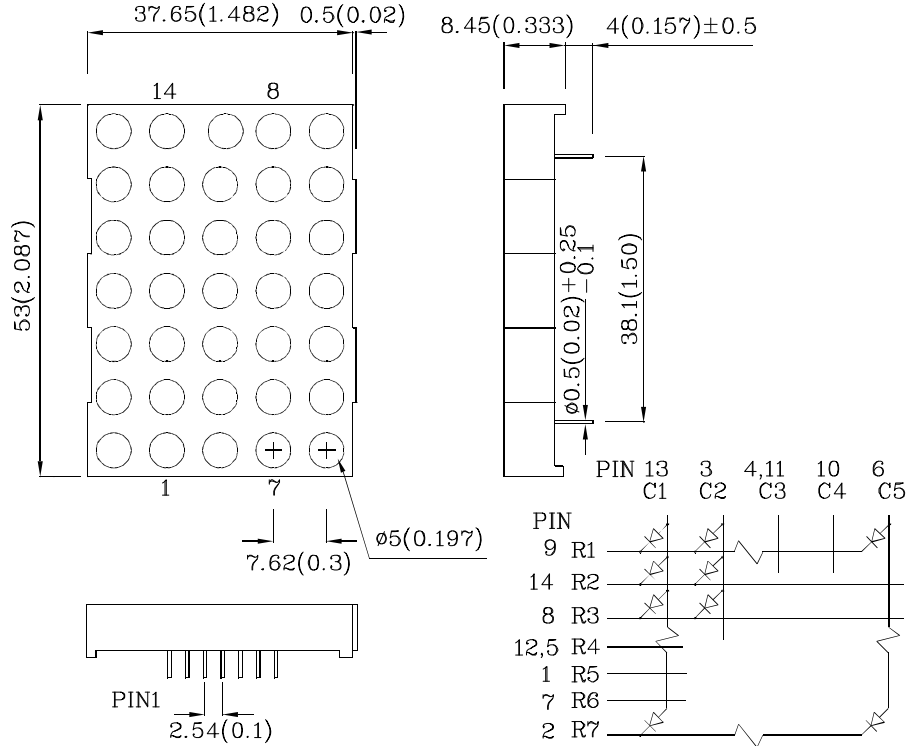 37.65(1.482)
0.5(0.02)
8.45(0.333)
4(0.157)±0.5
14 8
53(2.087)
ø0.5(0.02)+0.25
-0.1
38.1(1.50)
1 7
ø5(0.197)
7.62(0.3)
PIN1
2.54(0.1)
PIN 13 3 4,11 10 6
C1 C2 C3 C4 C5
PIN
9 R1
14 R2
8 R3
12,5 R4
1 R5
7 R6
2 R7